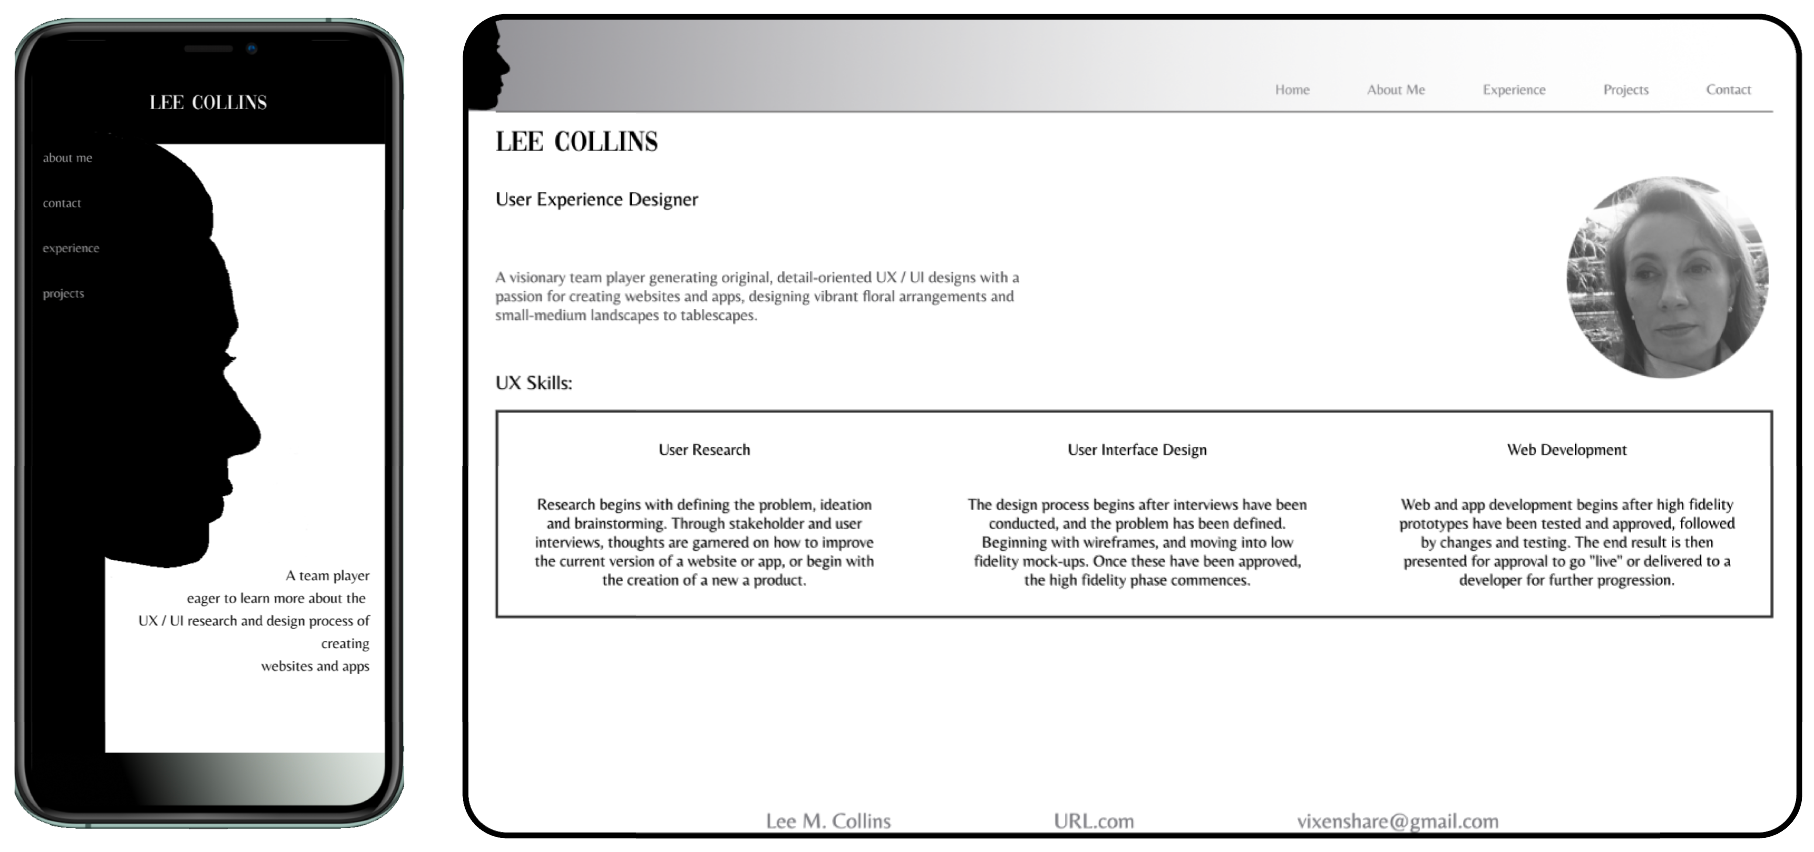 LEE COLLINS
about me
contact
experience
projects
A team player
eager to learn more about the
UX / UI research and design process of
creating
websites and apps
Home About Me Experience Projects Contact
LEE COLLINS
User Experience Designer
A visionary team player generating original, detail-oriented UX / UI designs with a
passion for creating websites and apps, designing vibrant floral arrangements and
small-medium landscapes to tablescapes.
UX Skills:
User Research
Research begins with defining the problem, ideation
and brainstorming. Through stakeholder and user
interviews, thoughts are garnered on how to improve
the current version of a website or app, or begin with
the creation of a new a product.
User Interface Design
The design process begins after interviews have been
conducted, and the problem has been defined.
Beginning with wireframes, and moving into low
fidelity mock-ups. Once these have been approved,
the high fidelity phase commences.
Web Development
Web and app development begins after high fidelity
prototypes have been tested and approved, followed
by changes and testing. The end result is then
presented for approval to go "live" or delivered to a
developer for further progression.
Lee M. Collins URL.com vixenshare@gmail.com